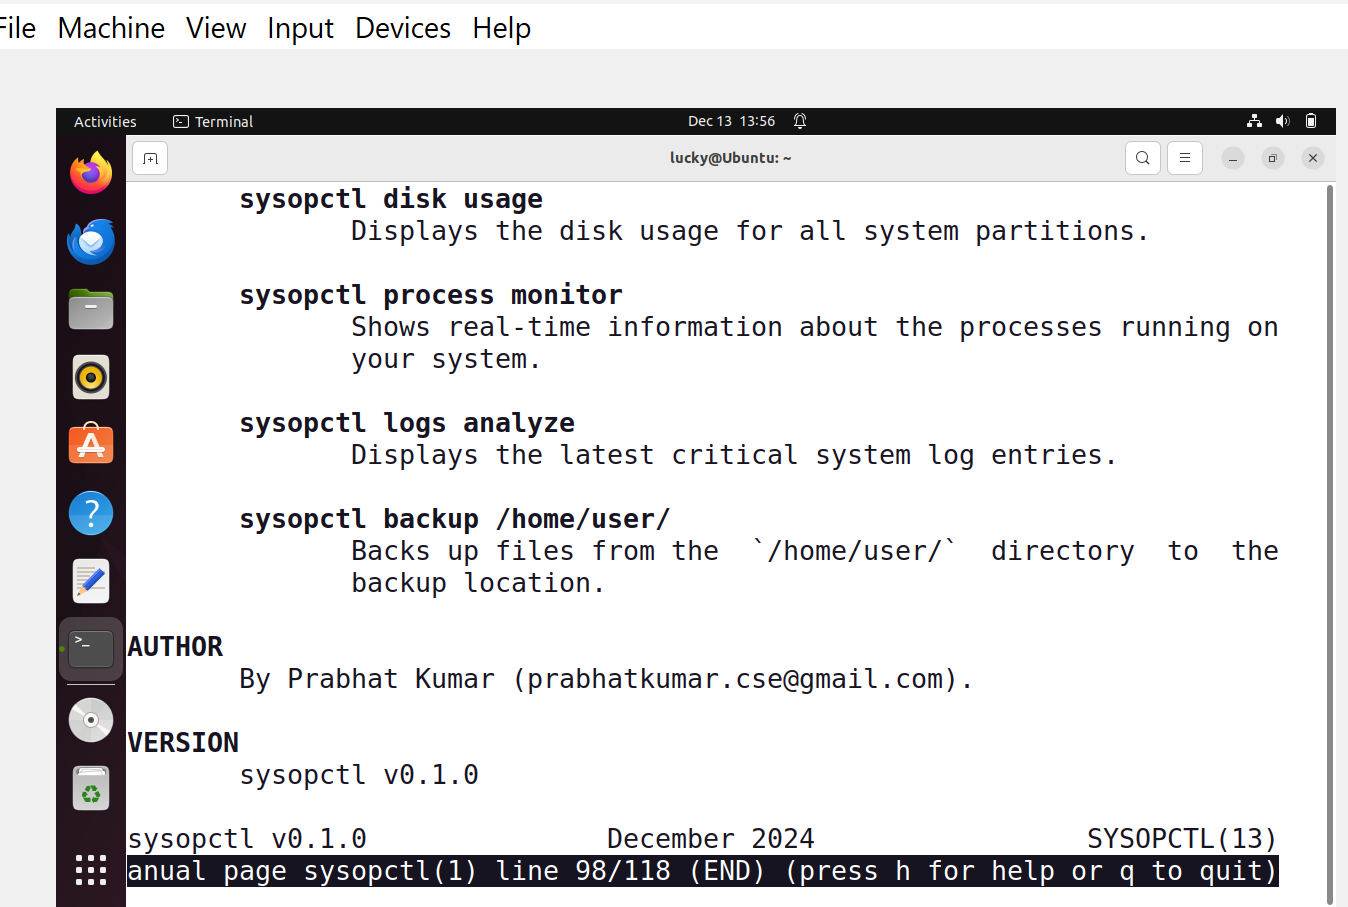 File Machine View Input Devices Help
Activities Terminal Dec 13 13:56
lucky@Ubuntu: ~
sysopctl disk usage
Displays the disk usage for all system partitions.
sysopctl process monitor
Shows real-time information about the processes running on
your system.
sysopctl logs analyze
Displays the latest critical system log entries.
sysopctl backup /home/user/
Backs up files from the `/home/user/` directory to the
backup location.
AUTHOR
By Prabhat Kumar (prabhatkumar.cse@gmail.com).
VERSION
sysopctl v0.1.0
sysopctl v0.1.0 December 2024 SYSOPCTL(13)
anual page sysopctl(1) line 98/118 (END) (press h for help or q to quit)